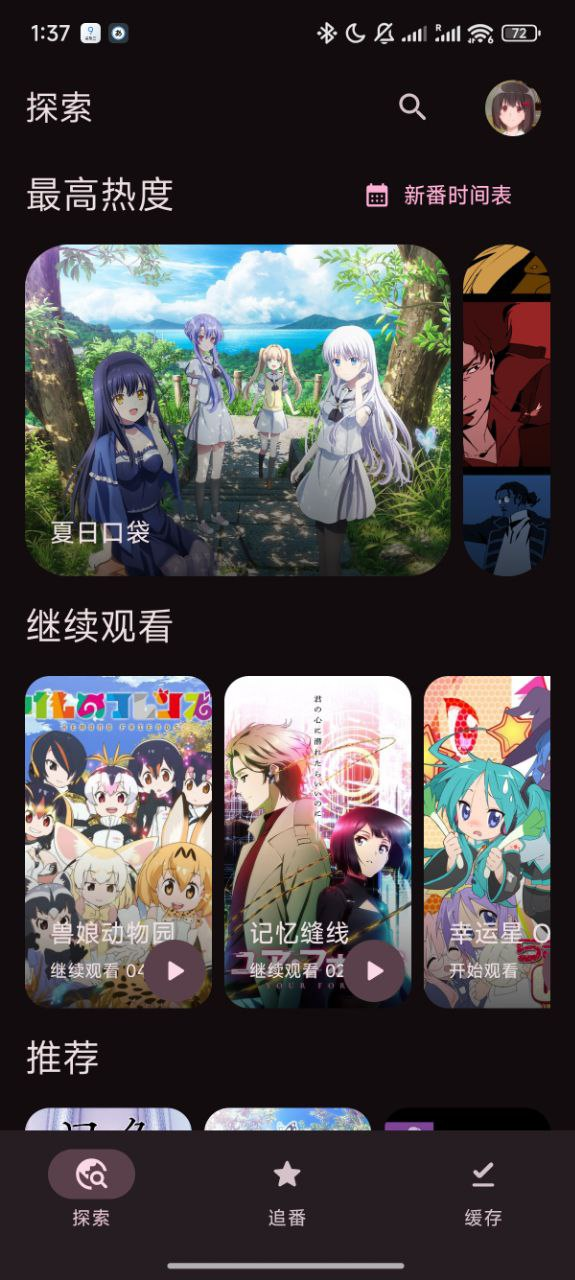 1:37
72
探索
最高热度
新番时间表
夏日口袋
继续观看
君の心に潜れたらいいのに
兽娘动物园
继续观看 04
记忆缝线
继续观看 02
YOUR FOR
幸运星 O
开始观看
推荐
探索
追番
缓存